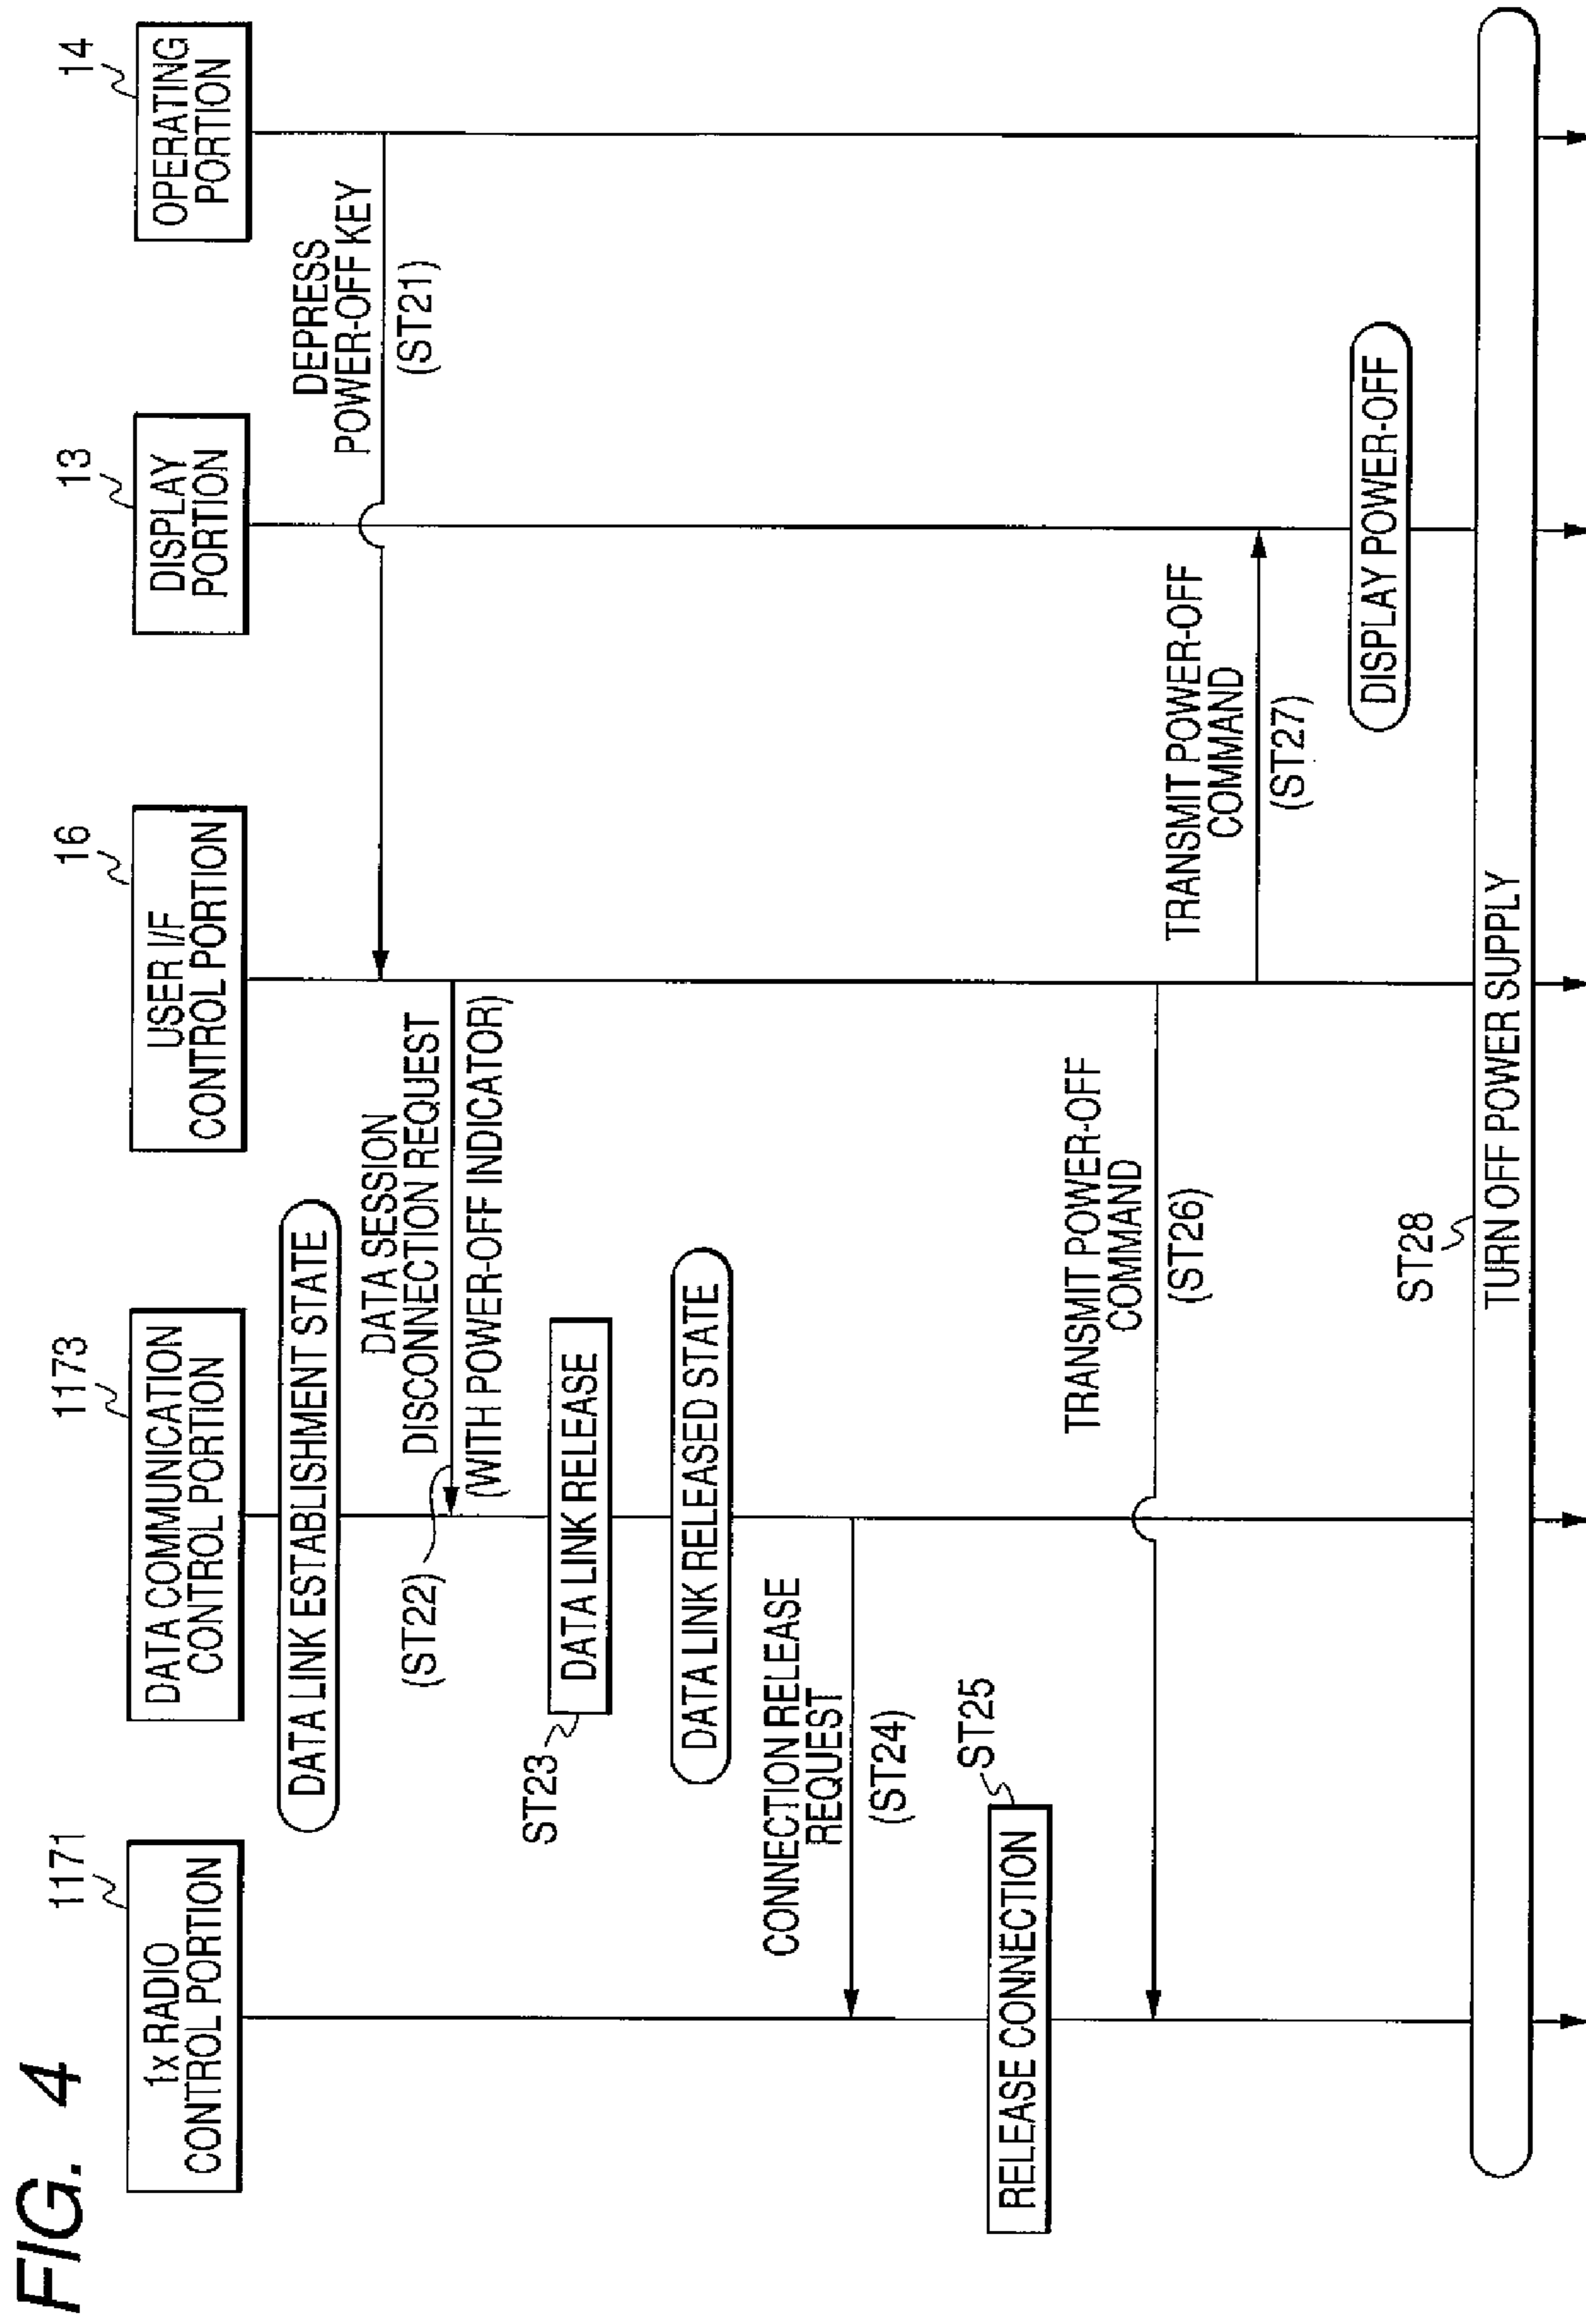 FIG. 4
1171
1x RADIO
CONTROL PORTION
1173
DATA COMMUNICATION
CONTROL PORTION
16
USER I/F
CONTROL PORTION
13
DISPLAY
PORTION
14
OPERATING
PORTION
DATA LINK ESTABLISHMENT STATE
DEPRESS
POWER-OFF KEY
(ST21)
DATA SESSION
DISCONNECTION REQUEST
(WITH POWER-OFF INDICATOR)
(ST22)
ST23
DATA LINK RELEASE
DATA LINK RELEASED STATE
CONNECTION RELEASE
REQUEST
(ST24)
ST25
RELEASE CONNECTION
TRANSMIT POWER-OFF
COMMAND
(ST26)
TRANSMIT POWER-OFF
COMMAND
(ST27)
DISPLAY POWER-OFF
ST28
TURN OFF POWER SUPPLY